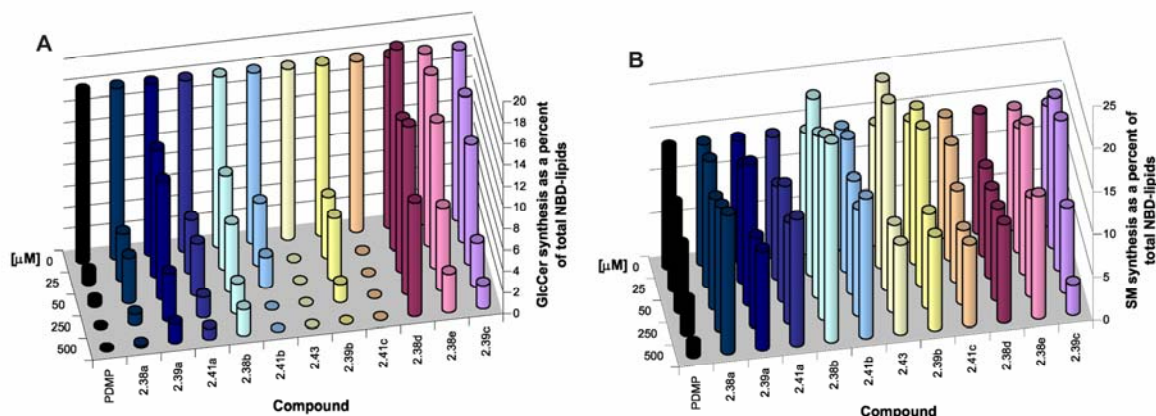 A
[μM] 0
25
50
250
500
PDMP
2.38a
2.39a
2.41a
2.38b
2.41b
2.43
2.39b
2.41c
2.38d
2.38e
2.39c
Compound
20
18
16
14
12
10
8
6
4
2
0
GlcCer synthesis as a percent
of total NBD-lipids
B
[μM] 0
25
50
250
500
PDMP
2.38a
2.39a
2.41a
2.38b
2.41b
2.43
2.39b
2.41c
2.38d
2.38e
2.39c
Compound
25
20
15
10
5
0
SM synthesis as a percent of
total NBD-lipids